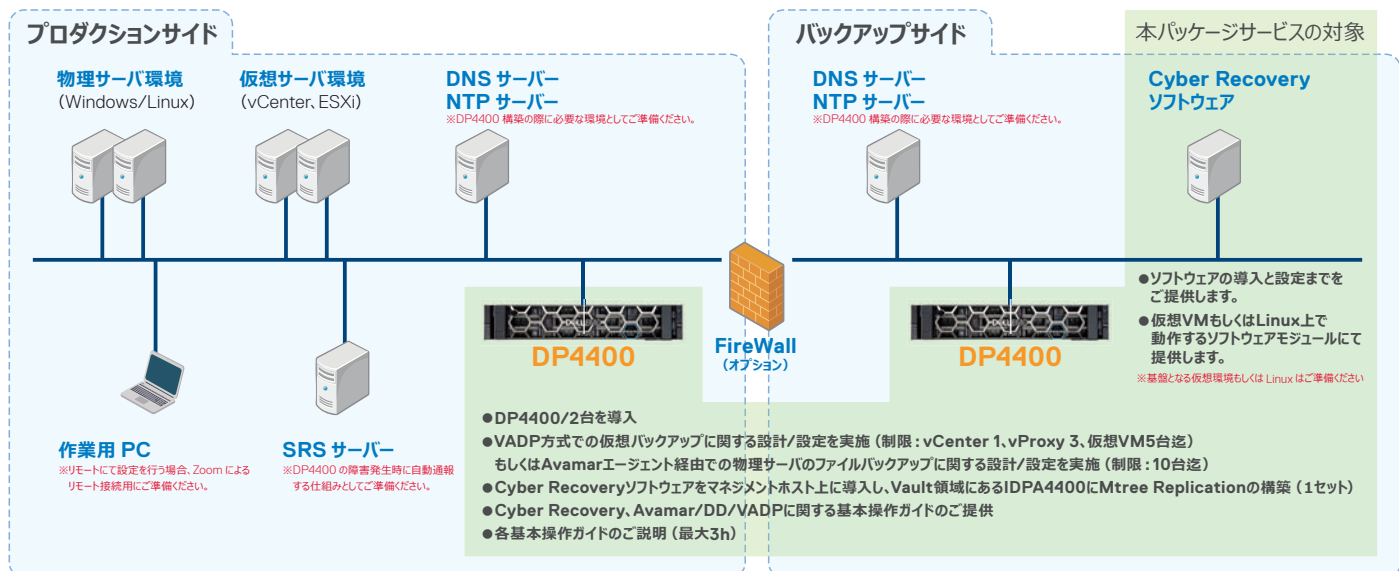 プロダクションサイド
物理サーバ環境
(Windows/Linux)
仮想サーバ環境
(vCenter、ESXi)
DNS サーバー
NTP サーバー
※DP4400 構築の際に必要な環境としてご準備ください。
作業用 PC
※リモートにて設定を行う場合、Zoom による
リモート接続用にご準備ください。
SRS サーバー
※DP4400 の障害発生時に自動通報
する仕組みとしてご準備ください。
DP4400
FireWall
(オプション)
バックアップサイド
DNS サーバー
NTP サーバー
※DP4400 構築の際に必要な環境としてご準備ください。
DP4400
本パッケージサービスの対象
Cyber Recovery
ソフトウェア
●ソフトウェアの導入と設定までを
ご提供します。
●仮想VMもしくはLinux上で
動作するソフトウェアモジュールにて
提供します。
※基盤となる仮想環境もしくは Linux はご準備ください
●DP4400/2台を導入
●VADP方式での仮想バックアップに関する設計/設定を実施(制限:vCenter 1、vProxy 3、仮想VM5台迄)
もしくはAvamarエージェント経由での物理サーバのファイルバックアップに関する設計/設定を実施(制限:10台迄)
●Cyber Recoveryソフトウェアをマネジメントホスト上に導入し、Vault領域にあるIDPA4400にMtree Replicationの構築(1セット)
●Cyber Recovery、Avamar/DD/VADPに関する基本操作ガイドのご提供
●各基本操作ガイドのご説明(最大3h)